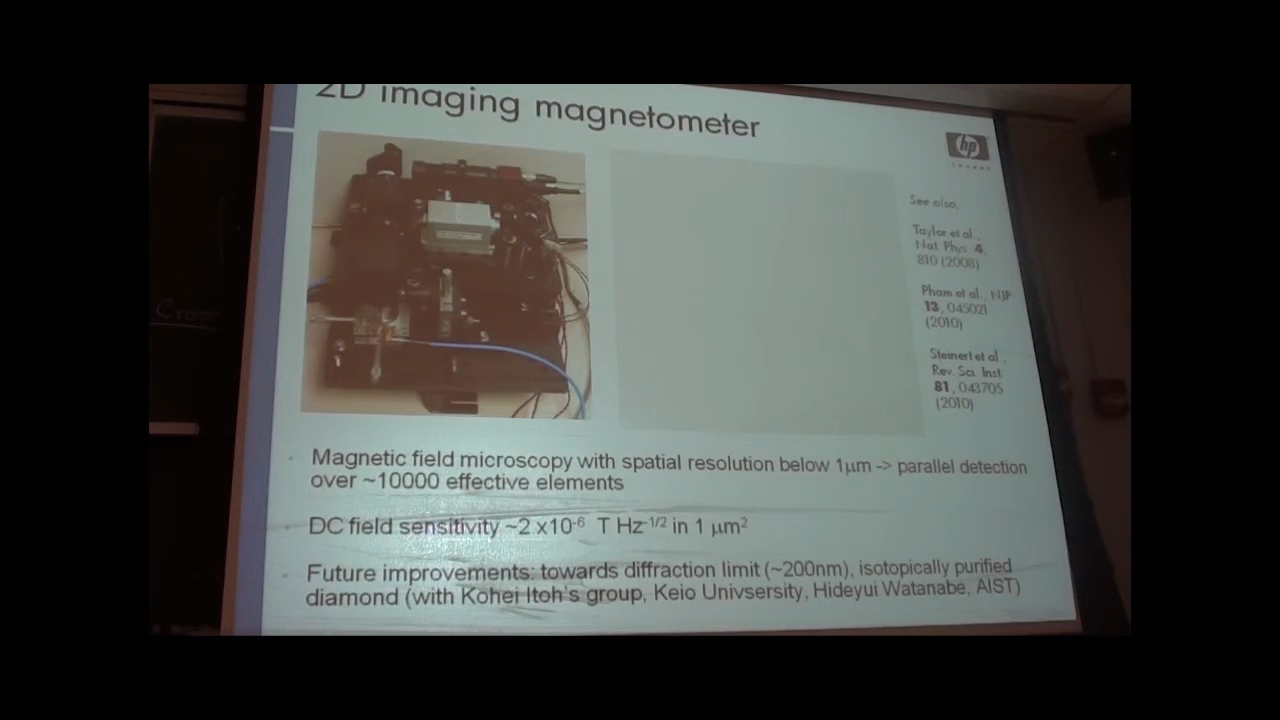 2D imaging magnetometer
hp
invent
See also,
Taylor et al.,
Nat. Phys. 4,
810 (2008)
Pham et al., NJP
13, 045021
(2010)
Steinert et al.,
Rev. Sci. Inst.
81, 043705
(2010)
Cros
Magnetic field microscopy with spatial resolution below 1μm -> parallel detection
over ~10000 effective elements
DC field sensitivity ~2 x10⁻⁶ T Hz⁻¹/² in 1 μm²
Future improvements: towards diffraction limit (~200nm), isotopically purified
diamond (with Kohei Itoh's group, Keio Univsersity, Hideyui Watanabe, AIST)